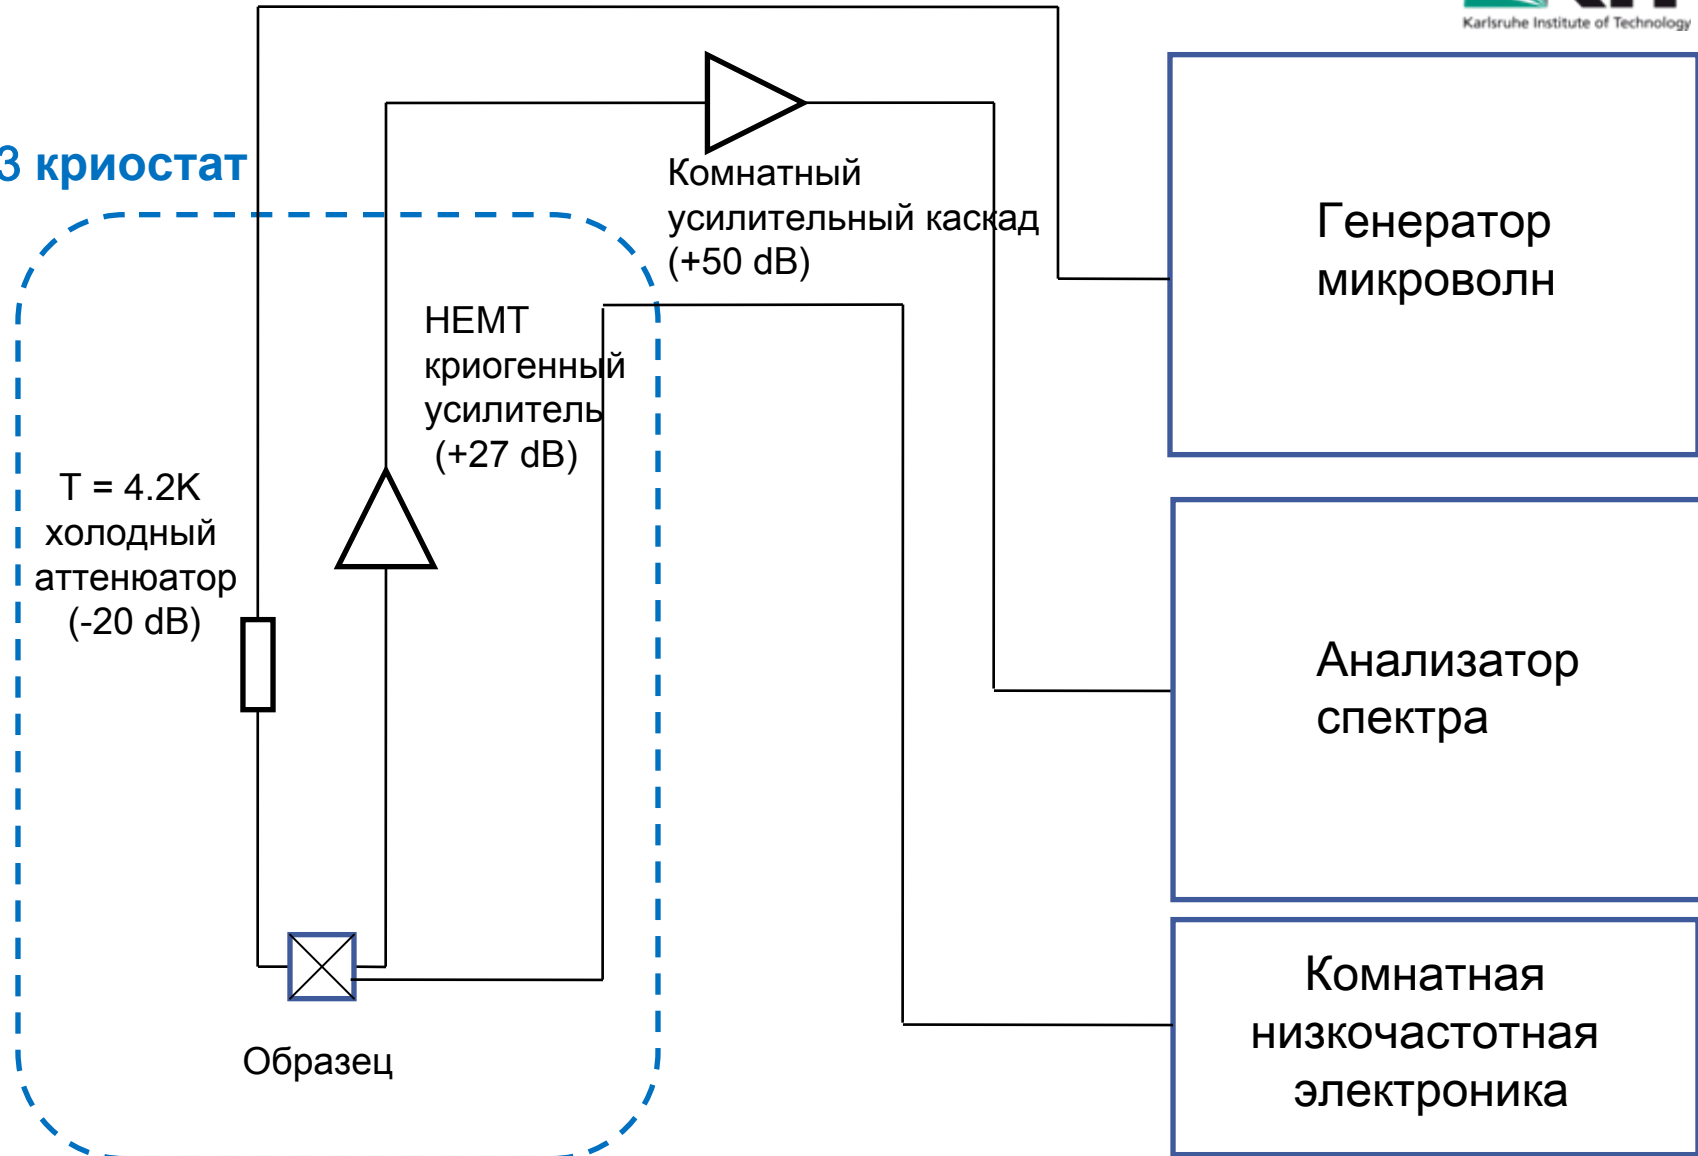 Karlsruhe Institute of Technology
3 криостат
Комнатный
усилительный каскад
(+50 dB)
Генератор
микроволн
HEMT
криогенный
усилитель
(+27 dB)
T = 4.2K
холодный
аттенюатор
(-20 dB)
Анализатор
спектра
Комнатная
низкочастотная
электроника
Образец